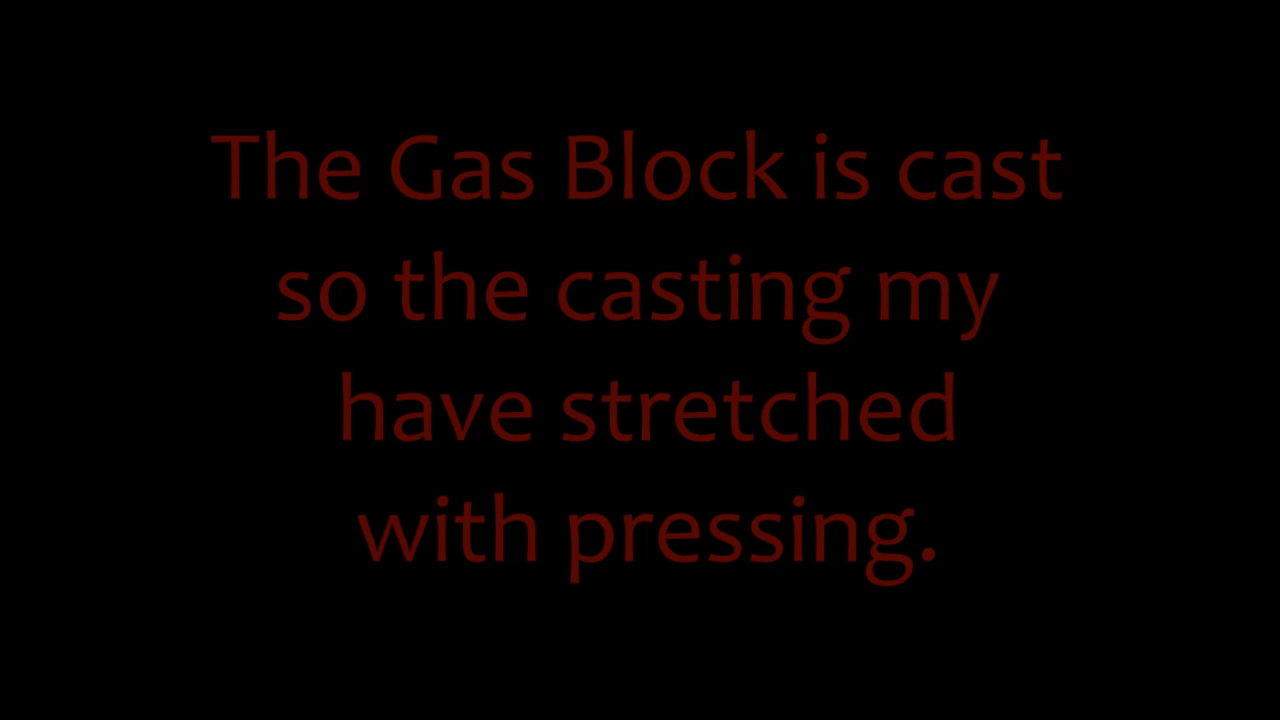 The Gas Block is cast
so the casting my
have stretched
with pressing.